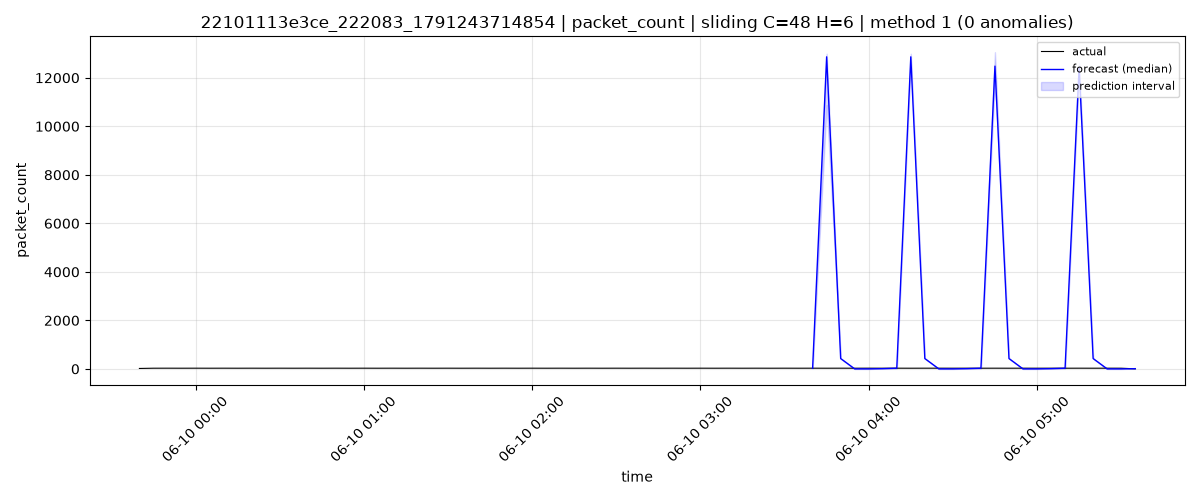 22101113e3ce_222083_1791243714854 | packet_count | sliding C=48 H=6 | method 1 (0 anomalies)
actual
forecast (median)
prediction interval
12000
10000
8000
6000
4000
2000
0
packet_count
06-10 00:00
06-10 01:00
06-10 02:00
06-10 03:00
06-10 04:00
06-10 05:00
time